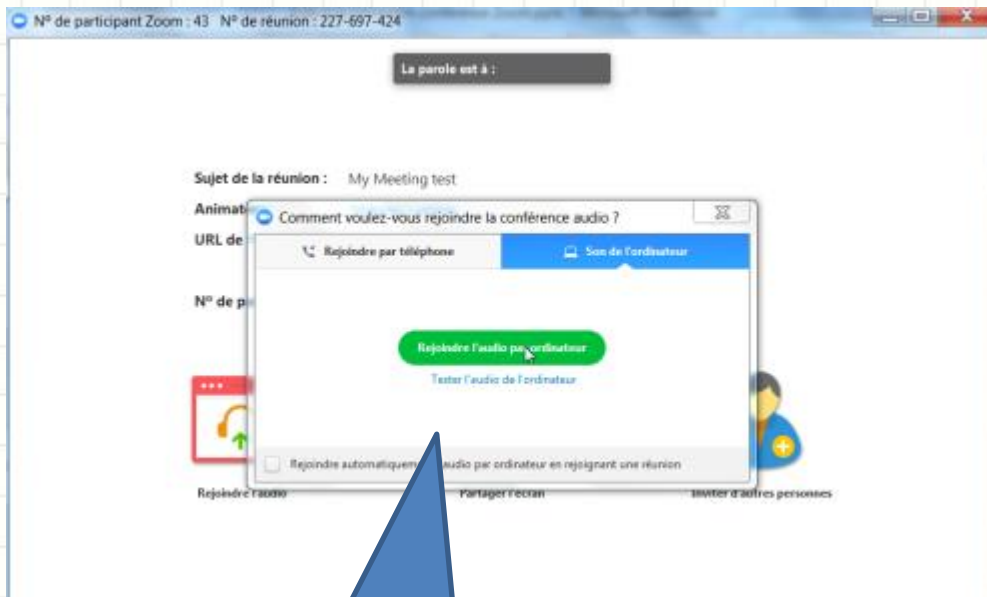 N° de participant Zoom : 43 N° de réunion : 227-697-424
La parole est à :
Sujet de la réunion : My Meeting test
Animat
URL de
N° de p
Comment voulez-vous rejoindre la conférence audio ?
Rejoindre par téléphone
Son de l'ordinateur
Rejoindre l'audio par ordinateur
Tester l'audio de l'ordinateur
Rejoindre automatiquem audio par ordinateur en rejoignant une réunion
Rejoindre l'audio
Partager l'écran
Inviter d'autres personnes